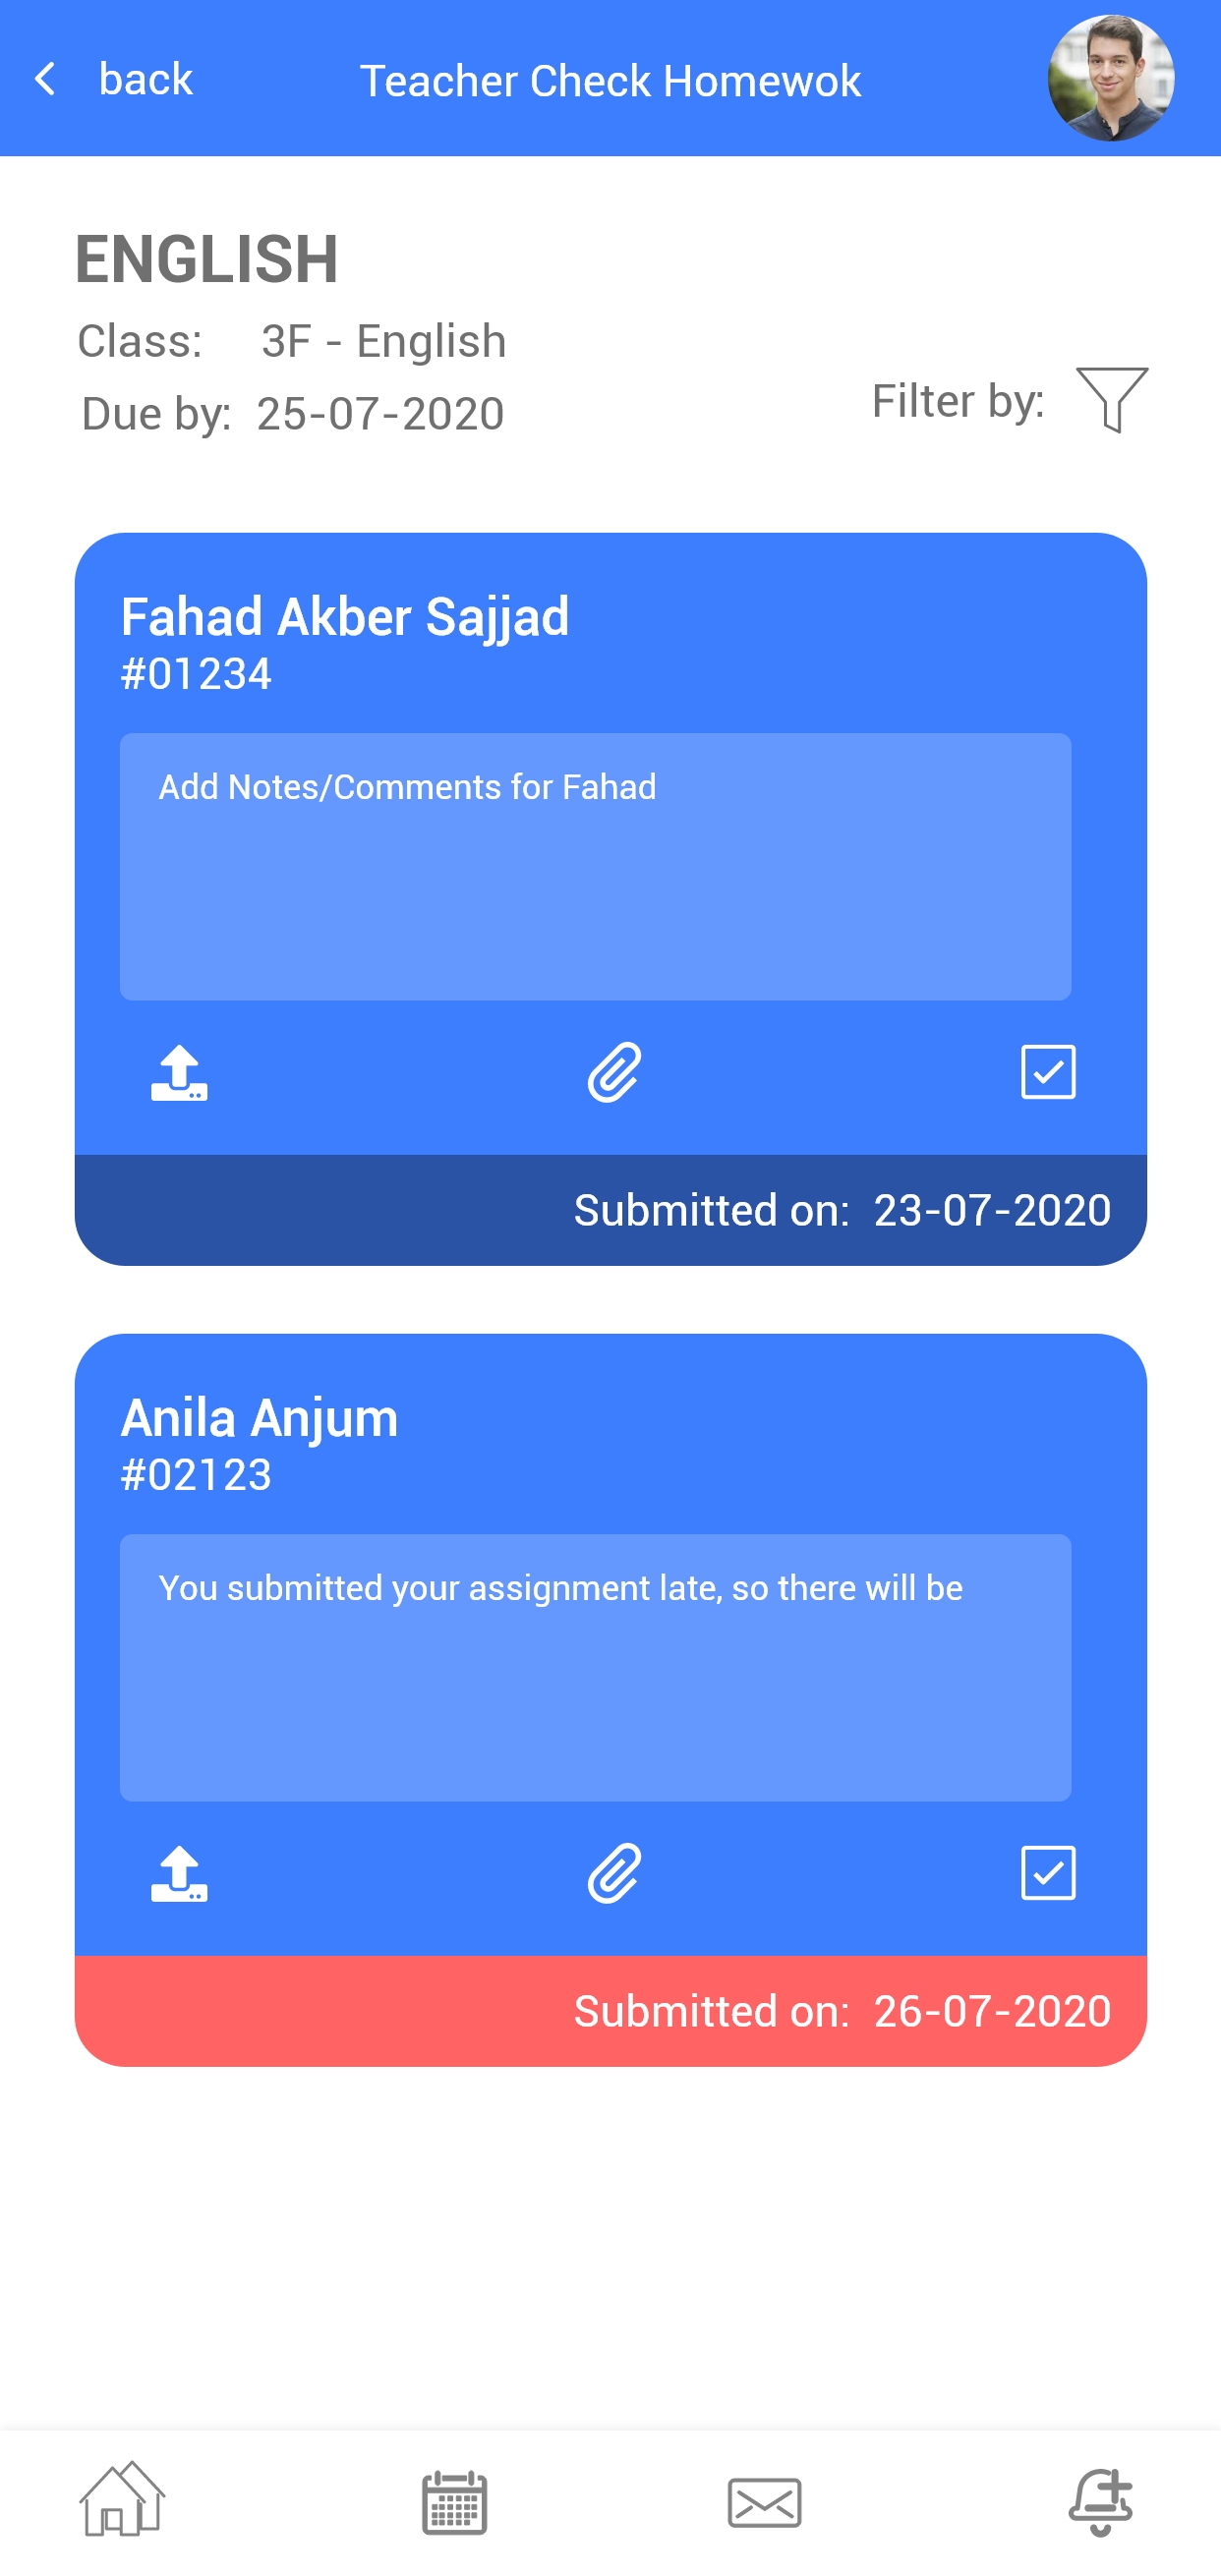 back
Teacher Check Homewok
ENGLISH
Class: 3F - English
Due by: 25-07-2020
Filter by:
Fahad Akber Sajjad
#01234
Add Notes/Comments for Fahad
Submitted on: 23-07-2020
Anila Anjum
#02123
You submitted your assignment late, so there will be
Submitted on: 26-07-2020